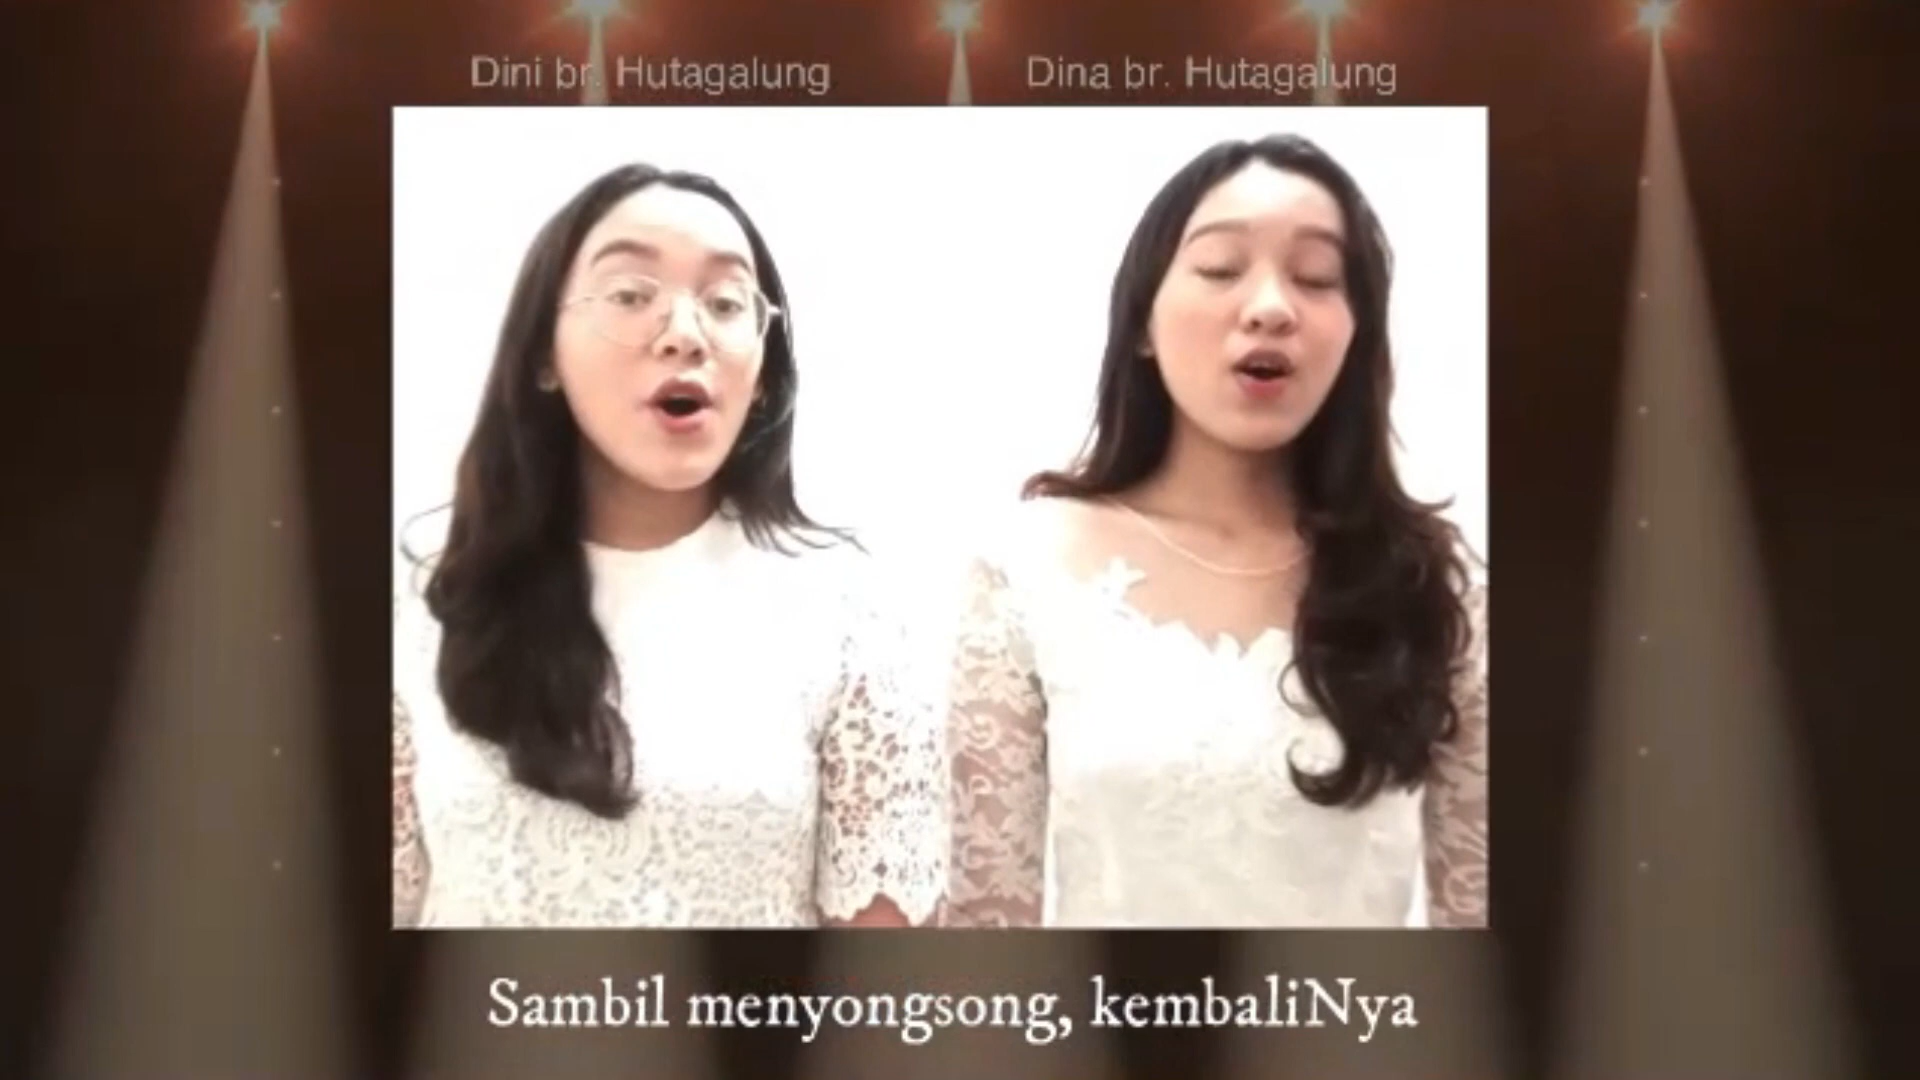 Dini br. Hutagalung
Dina br. Hutagalung
Sambil menyongsong, kembaliNya